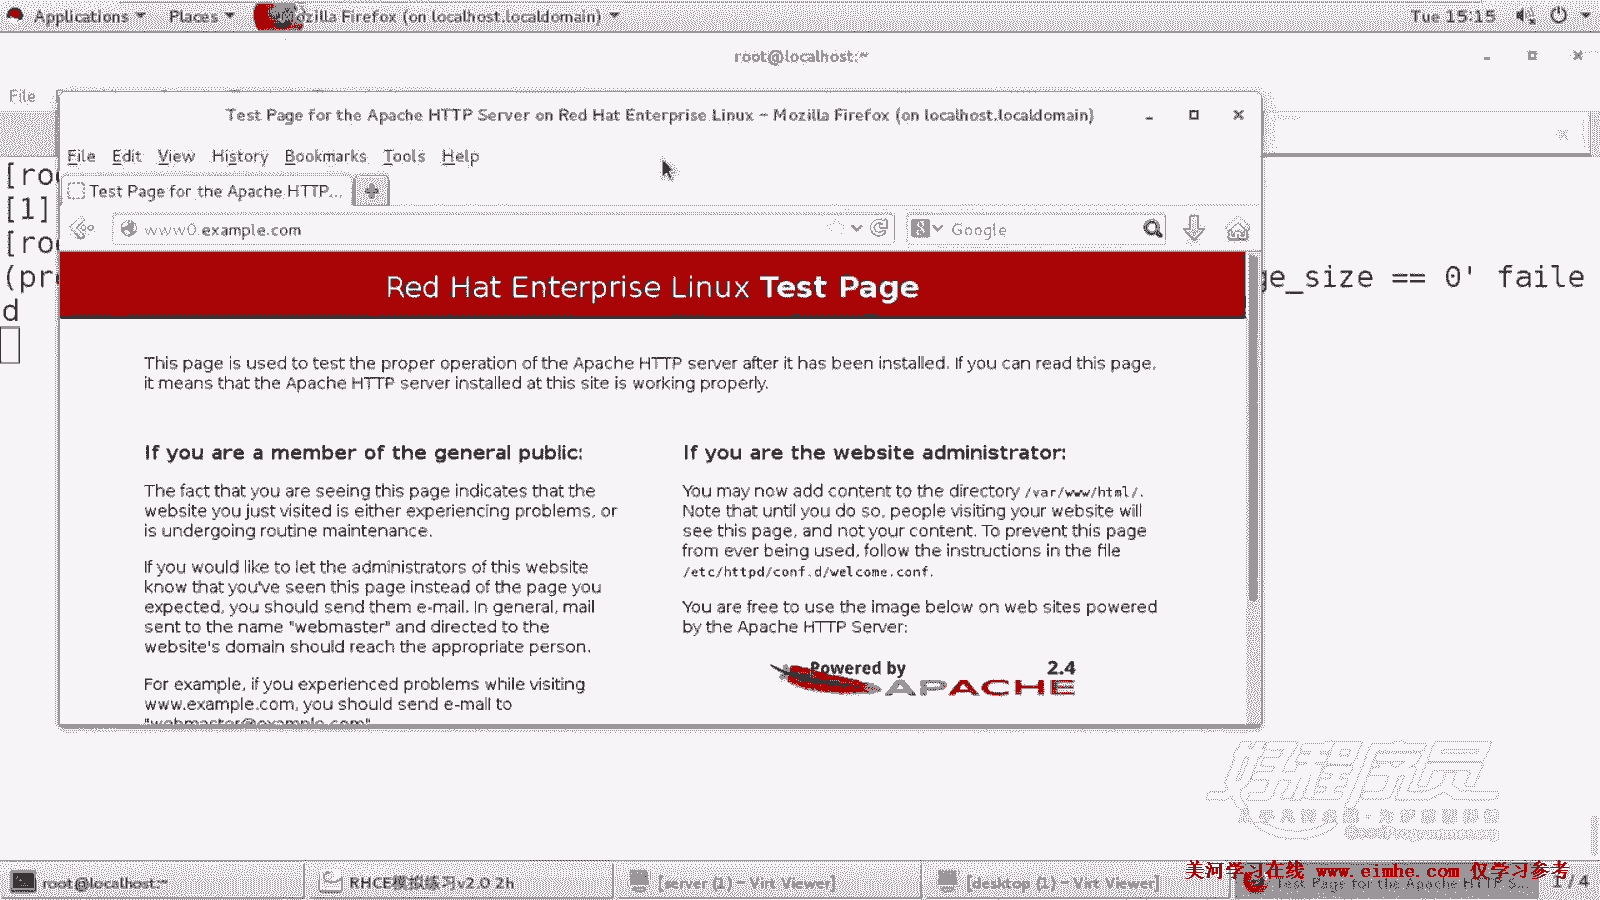 Applications Places Mozilla Firefox (on localhost.localdomain) Tue 15:15
root@localhost:~
File
Test Page for the Apache HTTP Server on Red Hat Enterprise Linux - Mozilla Firefox (on localhost.localdomain)
File Edit View History Bookmarks Tools Help
[ro
Test Page for the Apache HTTP...
[1]
www0.example.com Google
[ro
(pr ge_size == 0' faile
d
Red Hat Enterprise Linux Test Page
This page is used to test the proper operation of the Apache HTTP server after it has been installed. If you can read this page,
it means that the Apache HTTP server installed at this site is working properly.
If you are a member of the general public:
The fact that you are seeing this page indicates that the
website you just visited is either experiencing problems, or
is undergoing routine maintenance.
If you would like to let the administrators of this website
know that you've seen this page instead of the page you
expected, you should send them e-mail. In general, mail
sent to the name "webmaster" and directed to the
website's domain should reach the appropriate person.
For example, if you experienced problems while visiting
www.example.com, you should send e-mail to
"webmaster@example.com"
If you are the website administrator:
You may now add content to the directory /var/www/html/.
Note that until you do so, people visiting your website will
see this page, and not your content. To prevent this page
from ever being used, follow the instructions in the file
/etc/httpd/conf.d/welcome.conf.
You are free to use the image below on web sites powered
by the Apache HTTP Server:
Powered by 2.4
APACHE
好程序员
美河学习在线 www.eimhe.com 仅学习参考
root@localhost:~ RHCE模拟练习v2.0 2h [server (1) - Virt Viewer] [desktop (1) - Virt Viewer] Test Page for the Apache HTTP S... 1 / 4